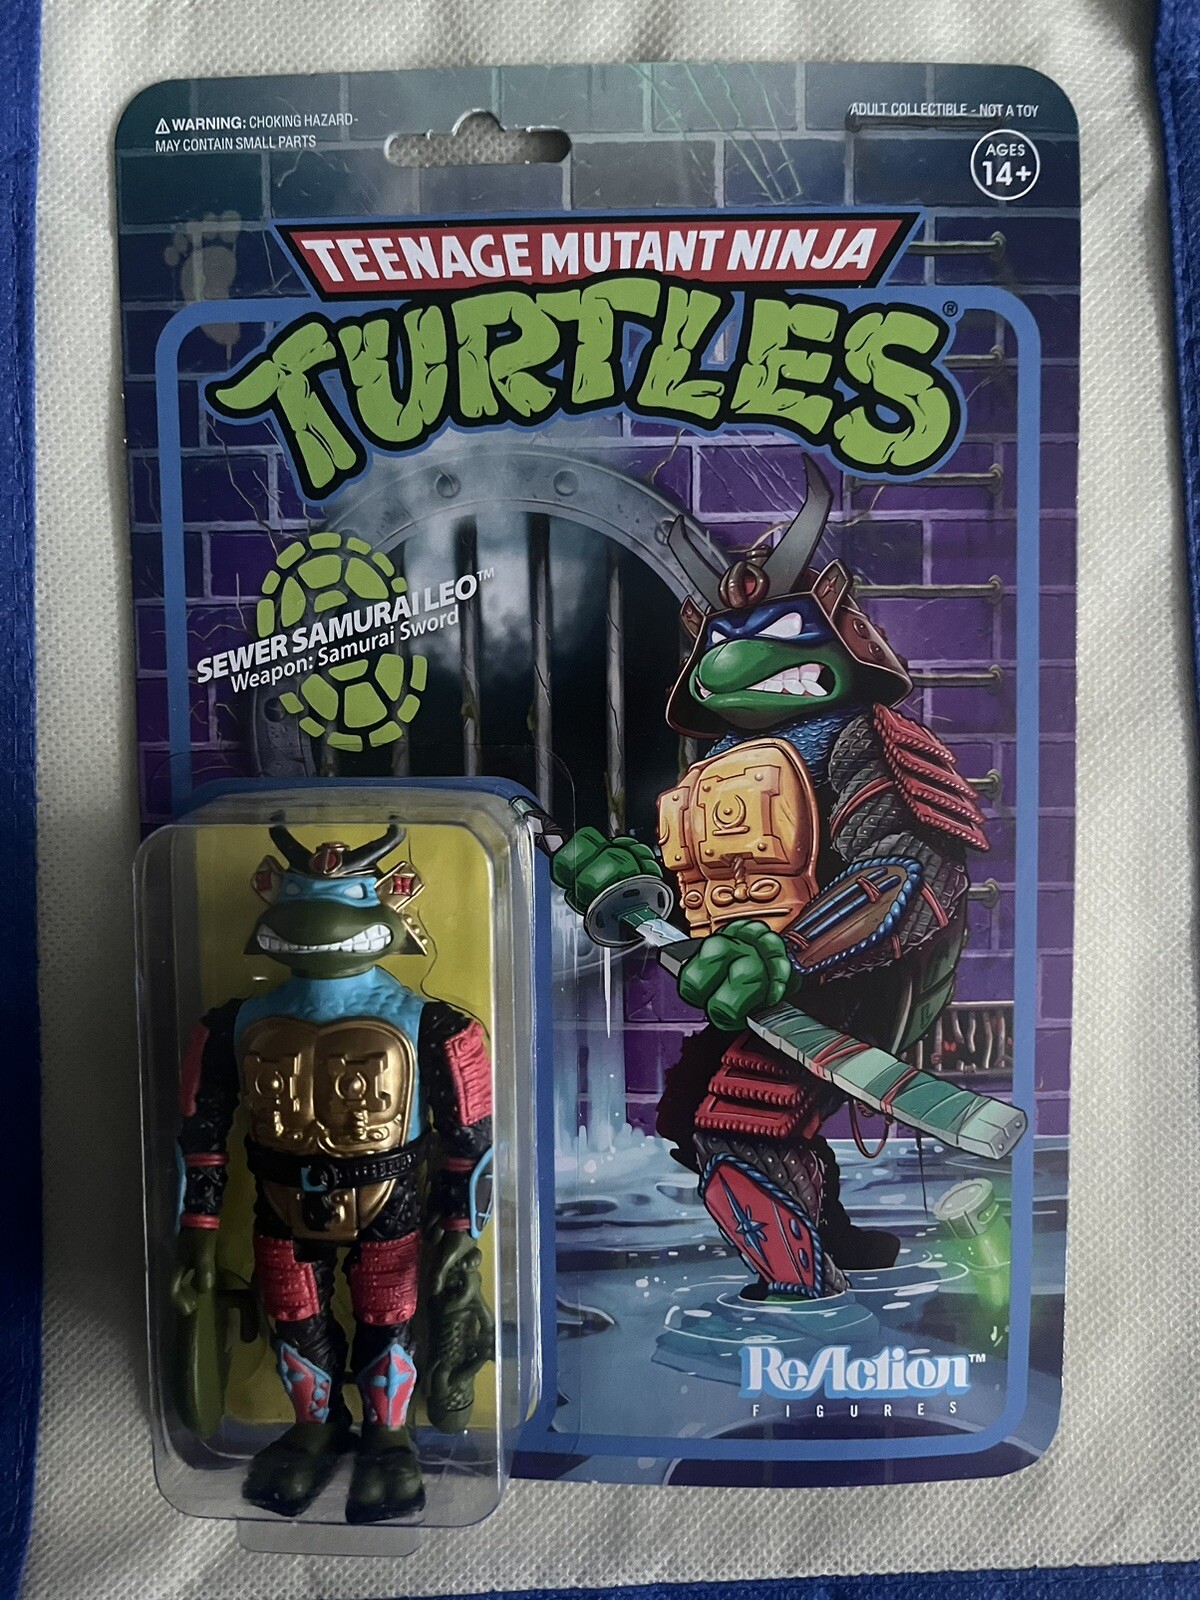 ⚠ WARNING: CHOKING HAZARD-
MAY CONTAIN SMALL PARTS
ADULT COLLECTIBLE - NOT A TOY
AGES
14+
TEENAGE MUTANT NINJA
TURTLES®
SEWER SAMURAI LEO™
Weapon: Samurai Sword
ReAction™
FIGURES